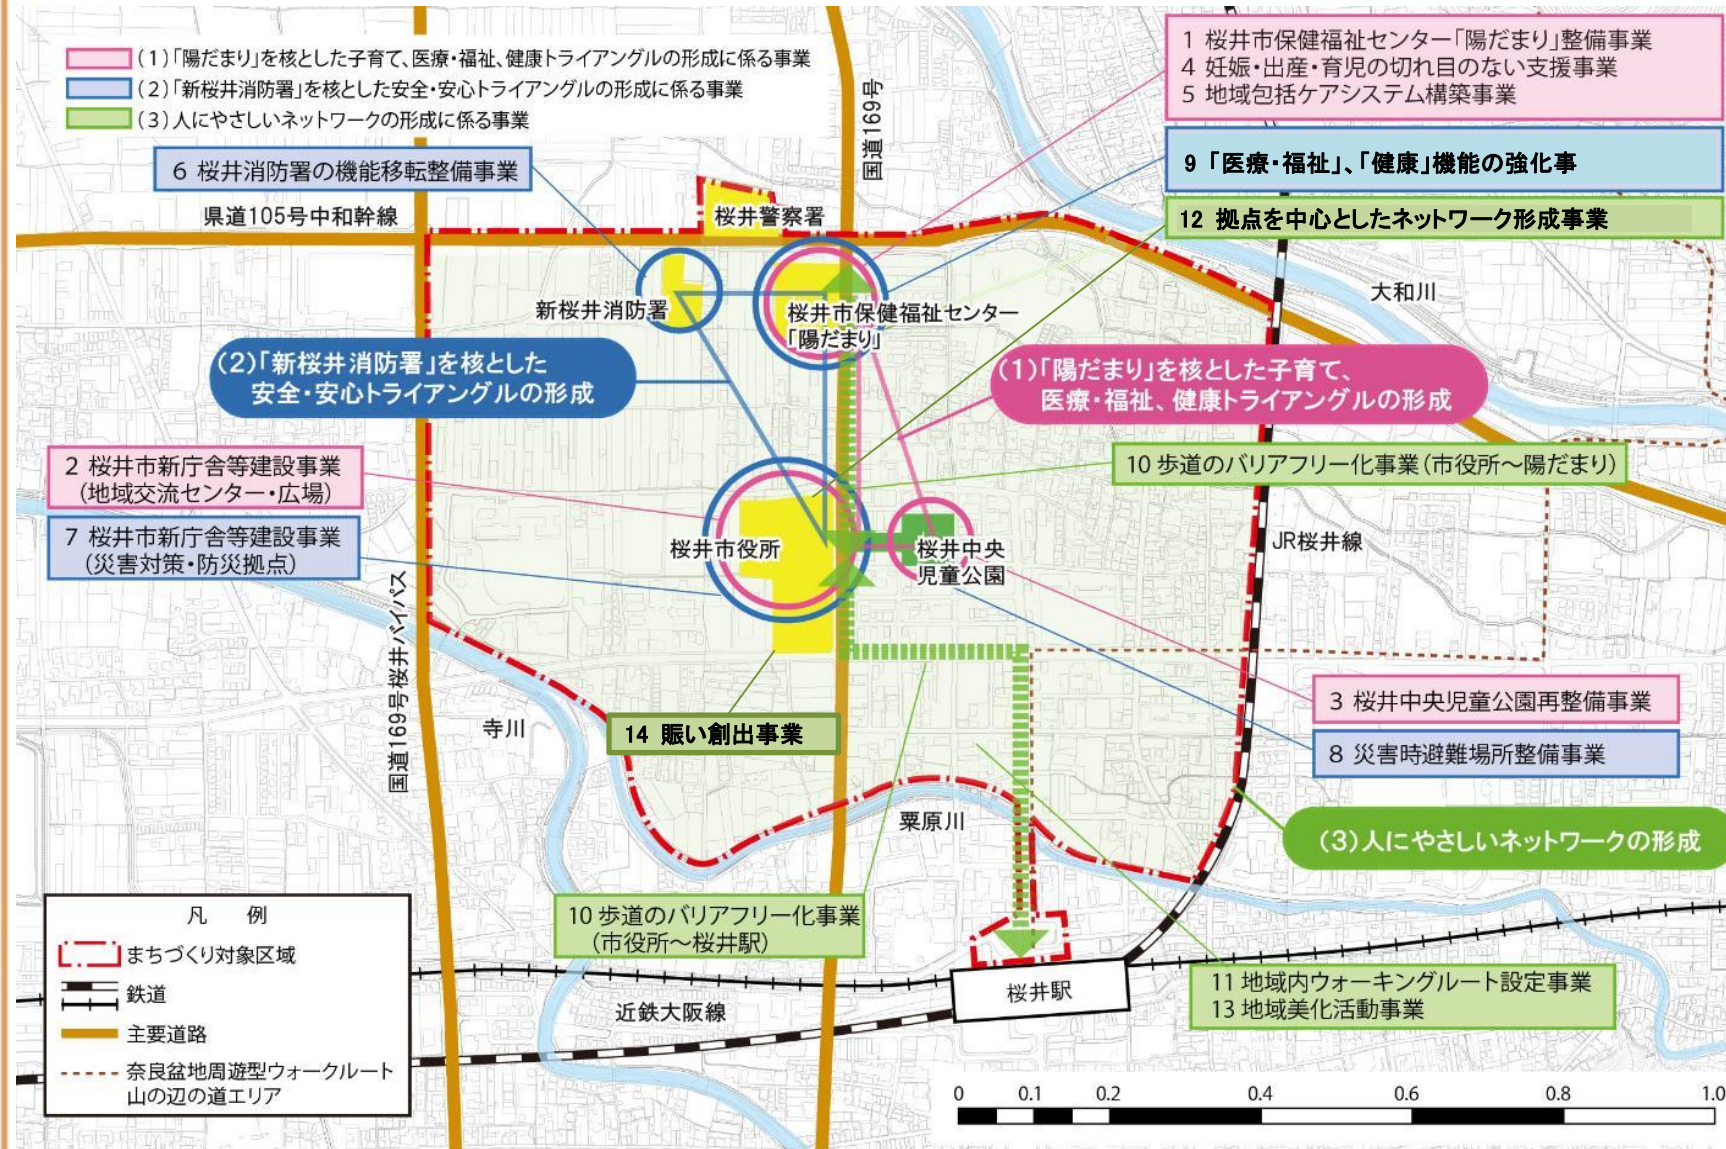 (1)「陽だまり」を核とした子育て、医療・福祉、健康トライアングルの形成に係る事業
(2)「新桜井消防署」を核とした安全・安心トライアングルの形成に係る事業
(3)人にやさしいネットワークの形成に係る事業
国道169号
1 桜井市保健福祉センター「陽だまり」整備事業
4 妊娠・出産・育児の切れ目のない支援事業
5 地域包括ケアシステム構築事業
9 「医療・福祉」、「健康」機能の強化事
12 拠点を中心としたネットワーク形成事業
6 桜井消防署の機能移転整備事業
県道105号中和幹線
桜井警察署
新桜井消防署
桜井市保健福祉センター
「陽だまり」
大和川
(2)「新桜井消防署」を核とした
安全・安心トライアングルの形成
(1)「陽だまり」を核とした子育て、
医療・福祉、健康トライアングルの形成
2 桜井市新庁舎等建設事業
(地域交流センター・広場)
7 桜井市新庁舎等建設事業
(災害対策・防災拠点)
10 歩道のバリアフリー化事業(市役所～陽だまり)
桜井市役所
桜井中央
児童公園
JR桜井線
国道169号桜井バイパス
寺川
14 賑い創出事業
3 桜井中央児童公園再整備事業
8 災害時避難場所整備事業
粟原川
(3)人にやさしいネットワークの形成
10 歩道のバリアフリー化事業
(市役所～桜井駅)
11 地域内ウォーキングルート設定事業
13 地域美化活動事業
桜井駅
近鉄大阪線
凡 例
まちづくり対象区域
鉄道
主要道路
奈良盆地周遊型ウォークルート
山の辺の道エリア
0 0.1 0.2 0.4 0.6 0.8 1.0